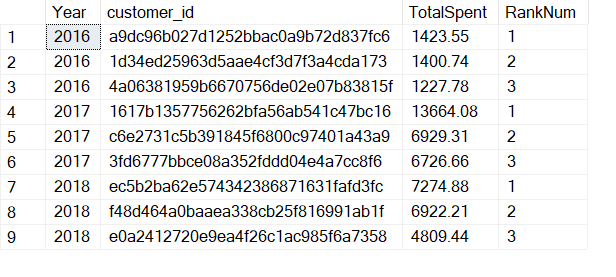 Year customer_id TotalSpent RankNum
1 2016 a9dc96b027d1252bbac0a9b72d837fc6 1423.55 1
2 2016 1d34ed25963d5aae4cf3d7f3a4cda173 1400.74 2
3 2016 4a06381959b6670756de02e07b83815f 1227.78 3
4 2017 1617b1357756262bfa56ab541c47bc16 13664.08 1
5 2017 c6e2731c5b391845f6800c97401a43a9 6929.31 2
6 2017 3fd6777bbce08a352fddd04e4a7cc8f6 6726.66 3
7 2018 ec5b2ba62e574342386871631fafd3fc 7274.88 1
8 2018 f48d464a0baaea338cb25f816991ab1f 6922.21 2
9 2018 e0a2412720e9ea4f26c1ac985f6a7358 4809.44 3